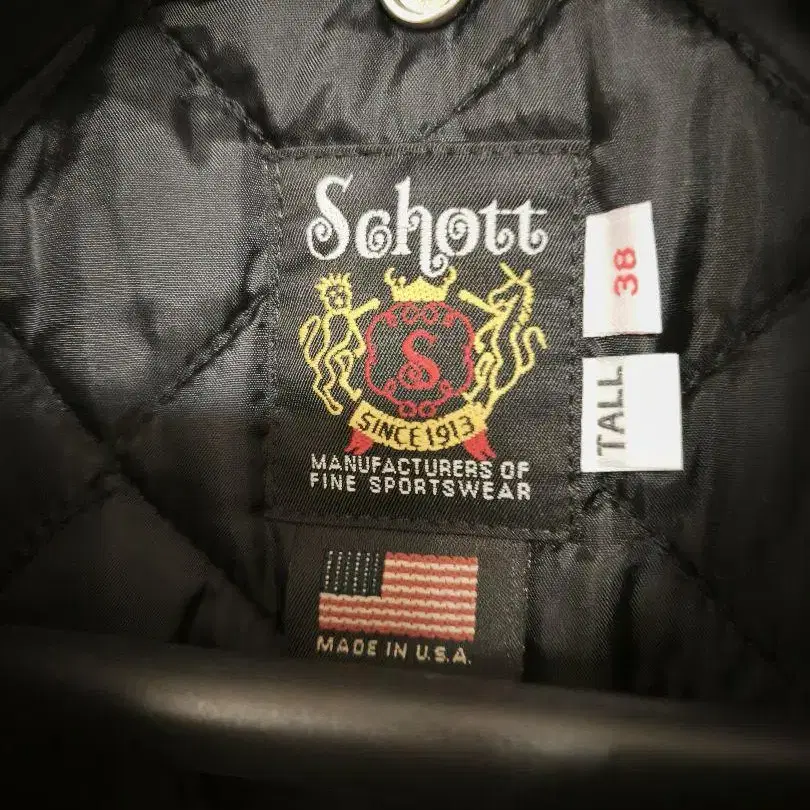 Schott
S
SINCE 1913
MANUFACTURERS OF
FINE SPORTSWEAR
38
TALL
MADE IN U.S.A.